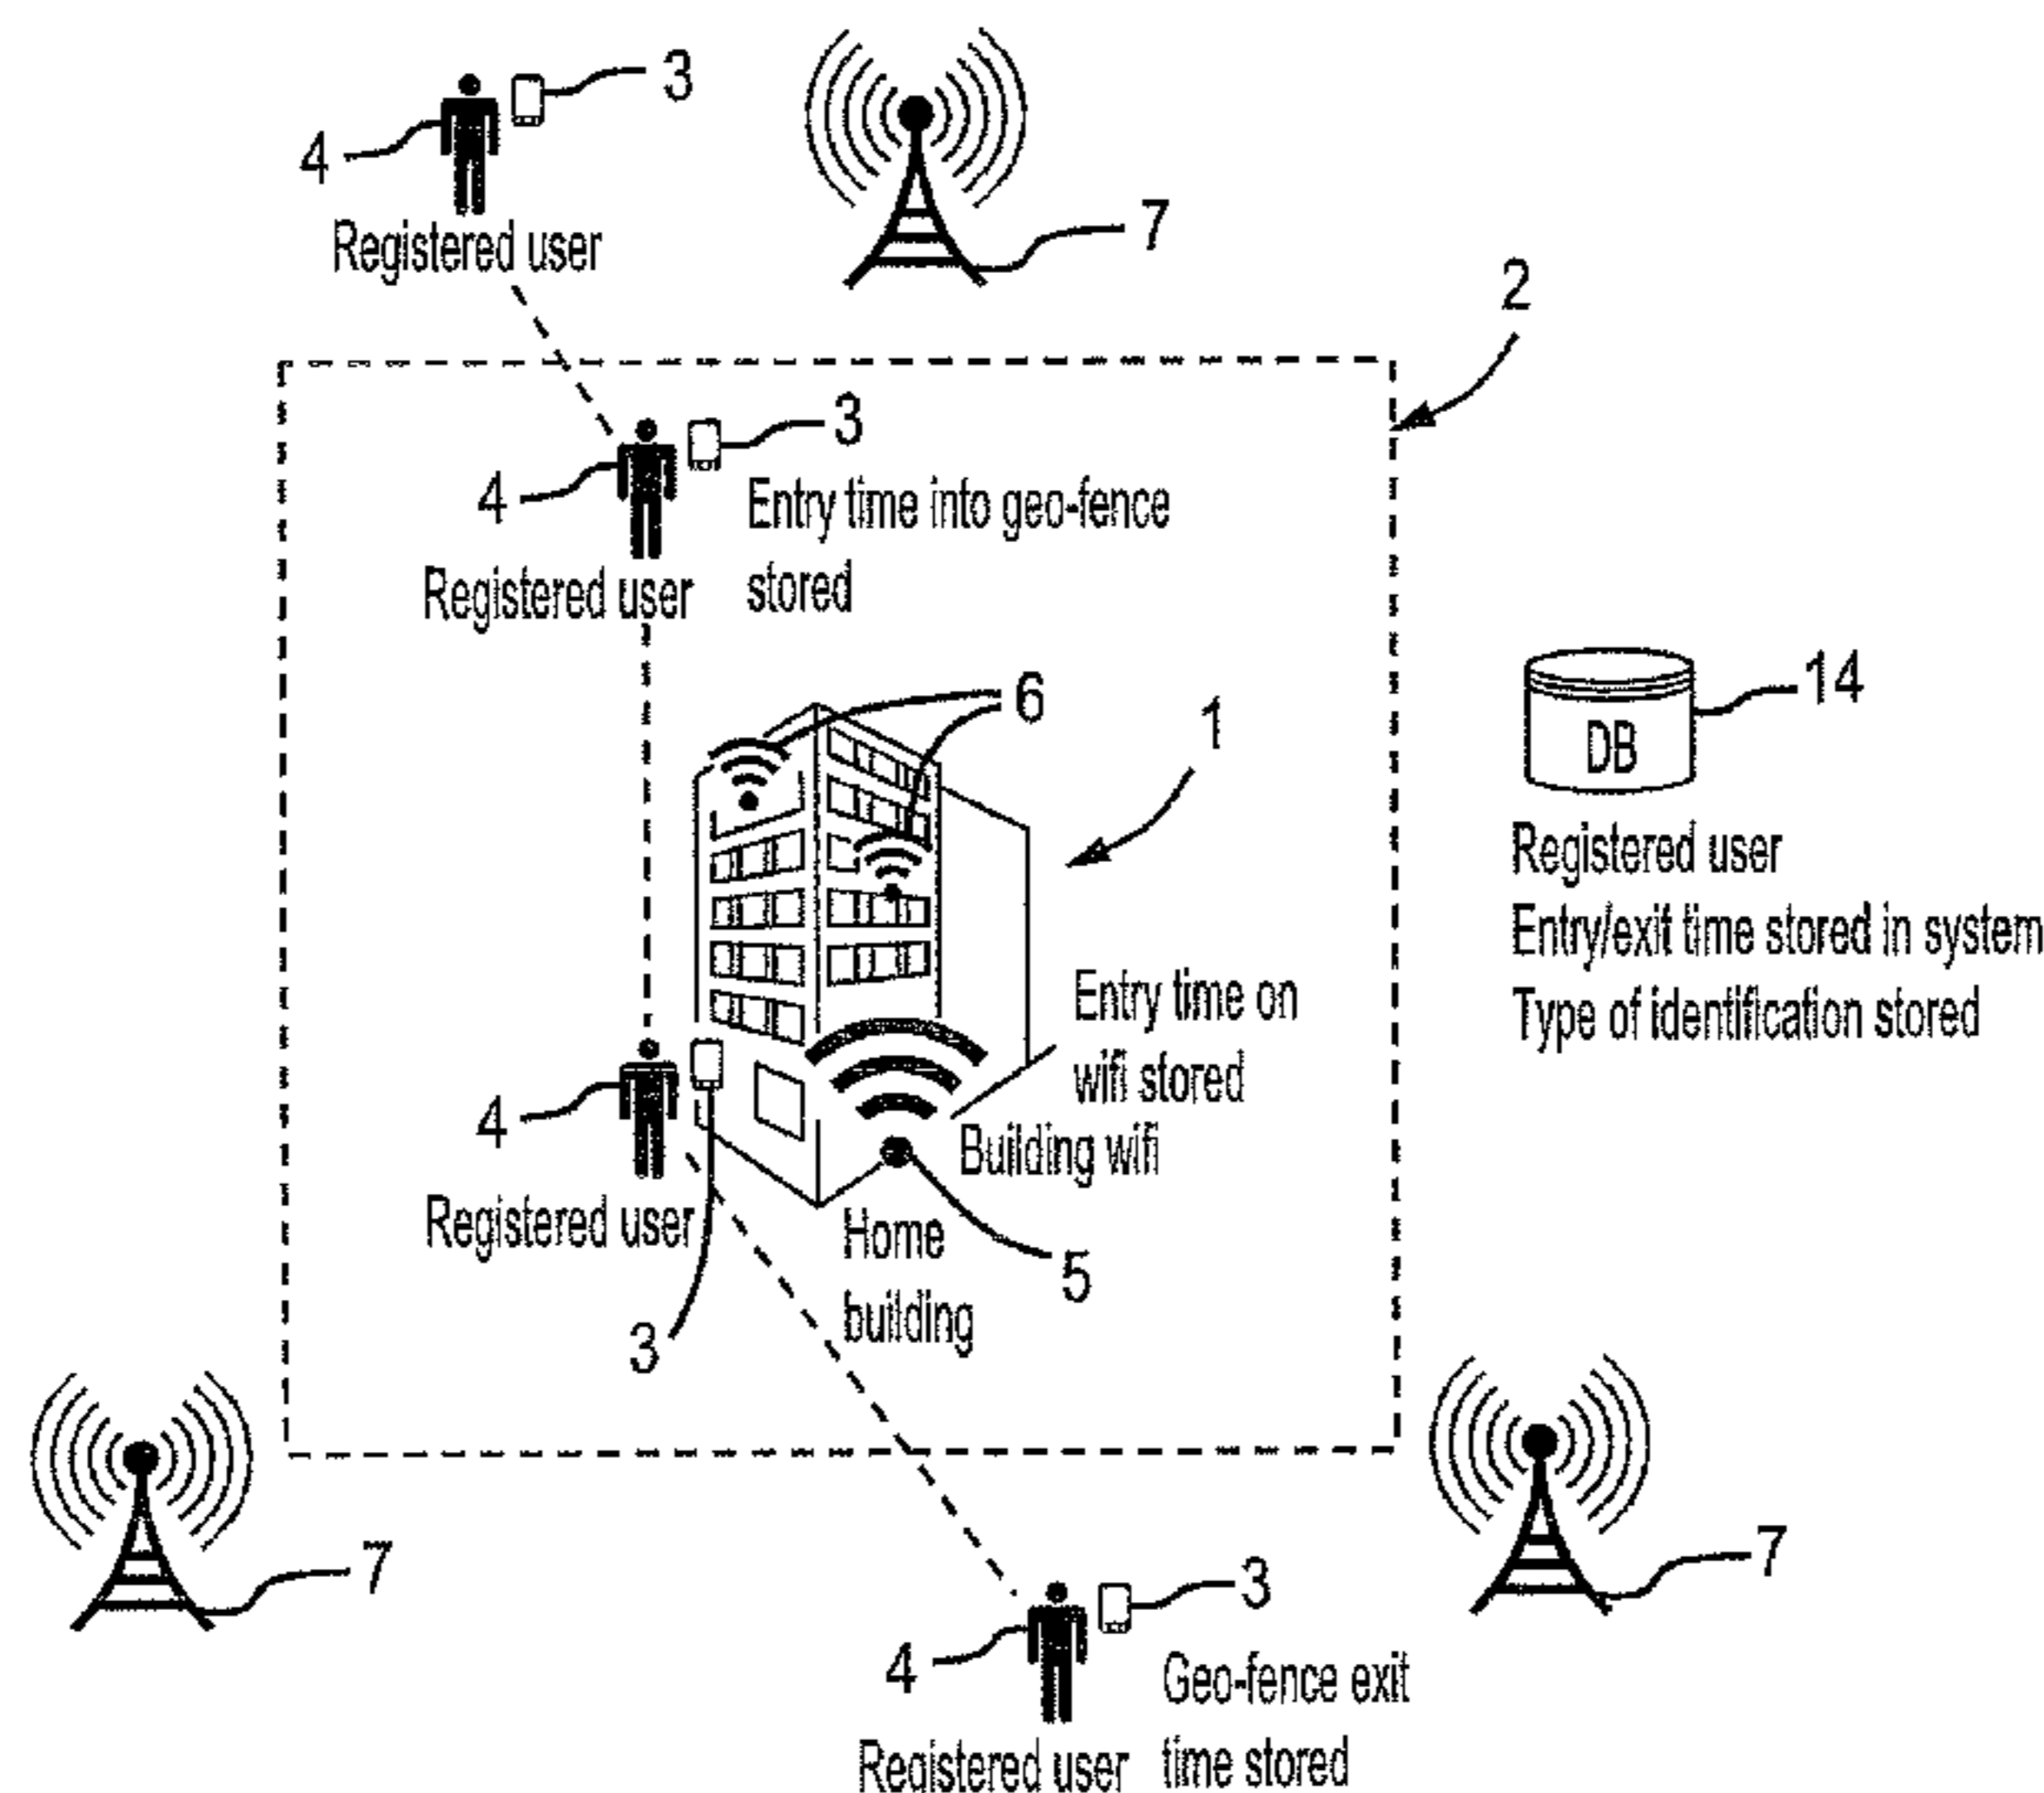 3
4
Registered user
7
2
3
4
Entry time into geo-fence
stored
Registered user
6
1
14
DB
Registered user
Entry/exit time stored in system
Type of identification stored
Entry time on
wifi stored
Building wifi
4
Registered user
Home
building
5
3
7
7
3
4
Geo-fence exit
time stored
Registered user